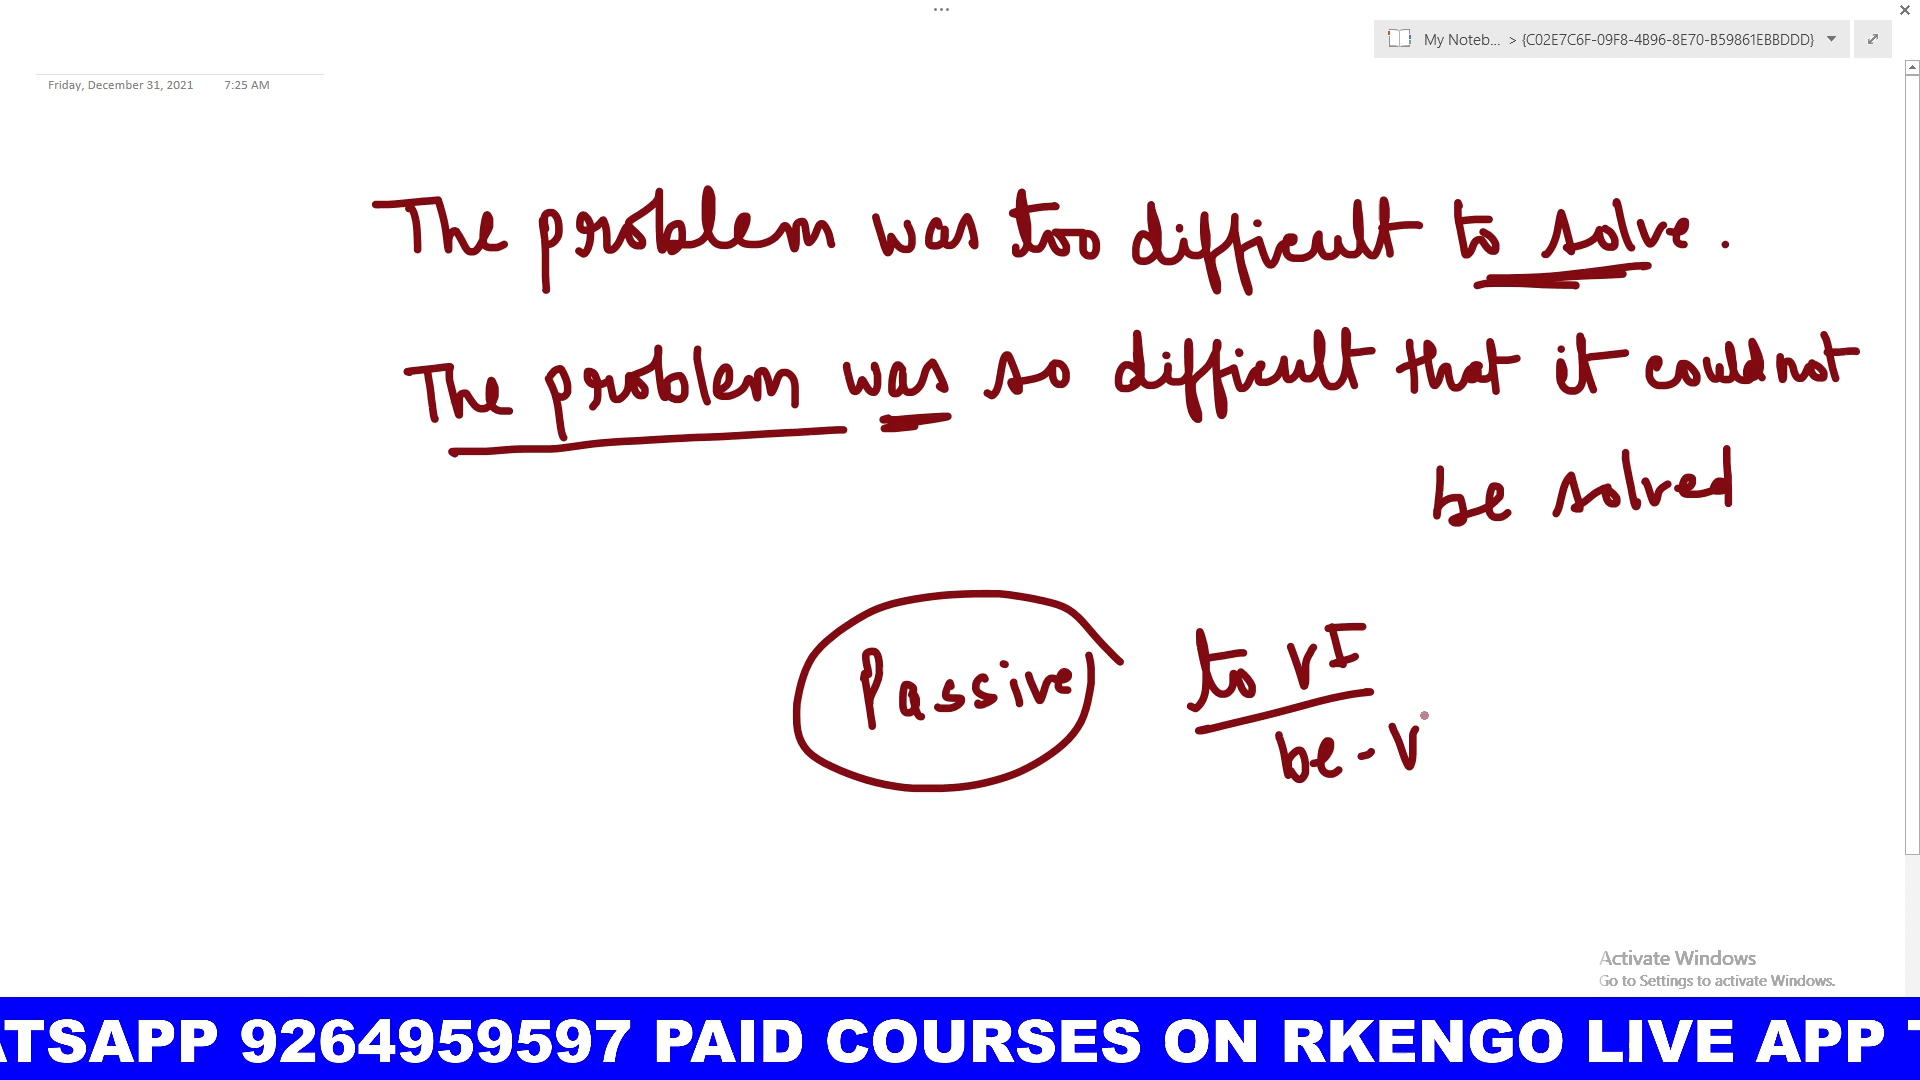 ...
My Noteb... > {C02E7C6F-09F8-4B96-8E70-B59861EBBDDD}
Friday, December 31, 2021 7:25 AM
The problem was too difficult to solve.
The problem was so difficult that it could not
be solved
Passive to VI
be - V
Activate Windows
Go to Settings to activate Windows.
ATSAPP 9264959597 PAID COURSES ON RKENGO LIVE APP T